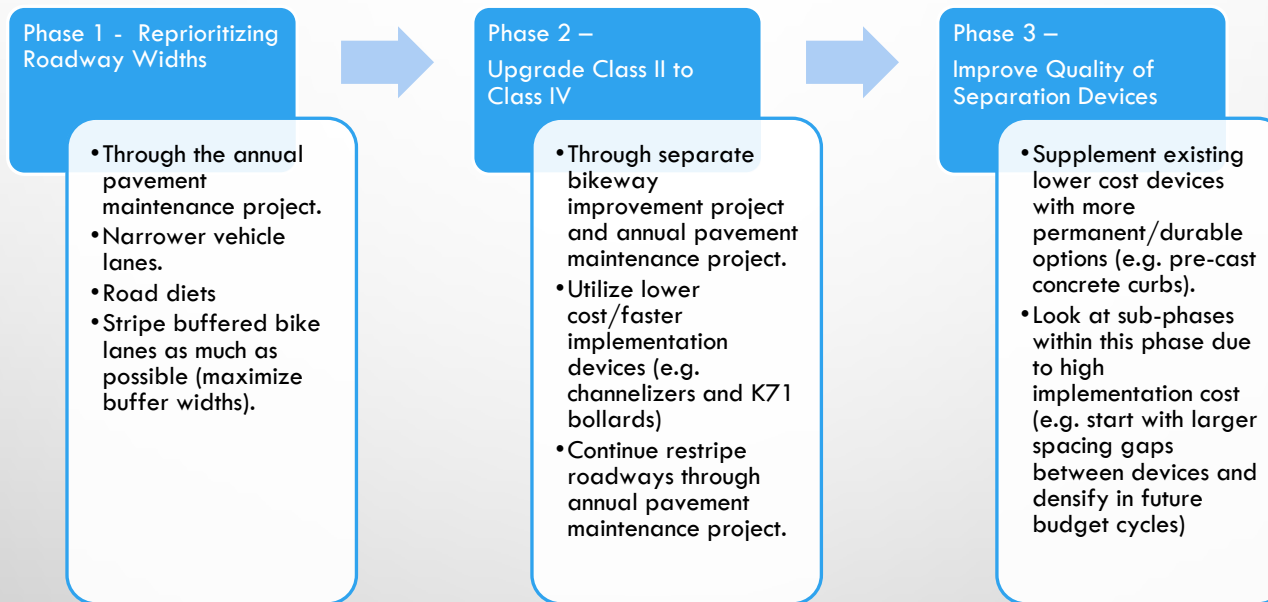 Phase 1 -  Reprioritizing
Roadway Widths
•Through the annual
pavement
maintenance project.
•Narrower vehicle
lanes.
•Road diets
•Stripe buffered bike
lanes as much as
possible (maximize
buffer widths).
Phase 2 –
Upgrade Class II to
Class IV
•Through separate
bikeway
improvement project
and annual pavement
maintenance project.
•Utilize lower
cost/faster
implementation
devices (e.g.
channelizers and K71
bollards)
•Continue restripe
roadways through
annual pavement
maintenance project.
Phase 3 –
Improve Quality of
Separation Devices
•Supplement existing
lower cost devices
with more
permanent/durable
options (e.g. pre-cast
concrete curbs).
•Look at sub-phases
within this phase due
to high
implementation cost
(e.g. start with larger
spacing gaps
between devices and
densify in future
budget cycles)